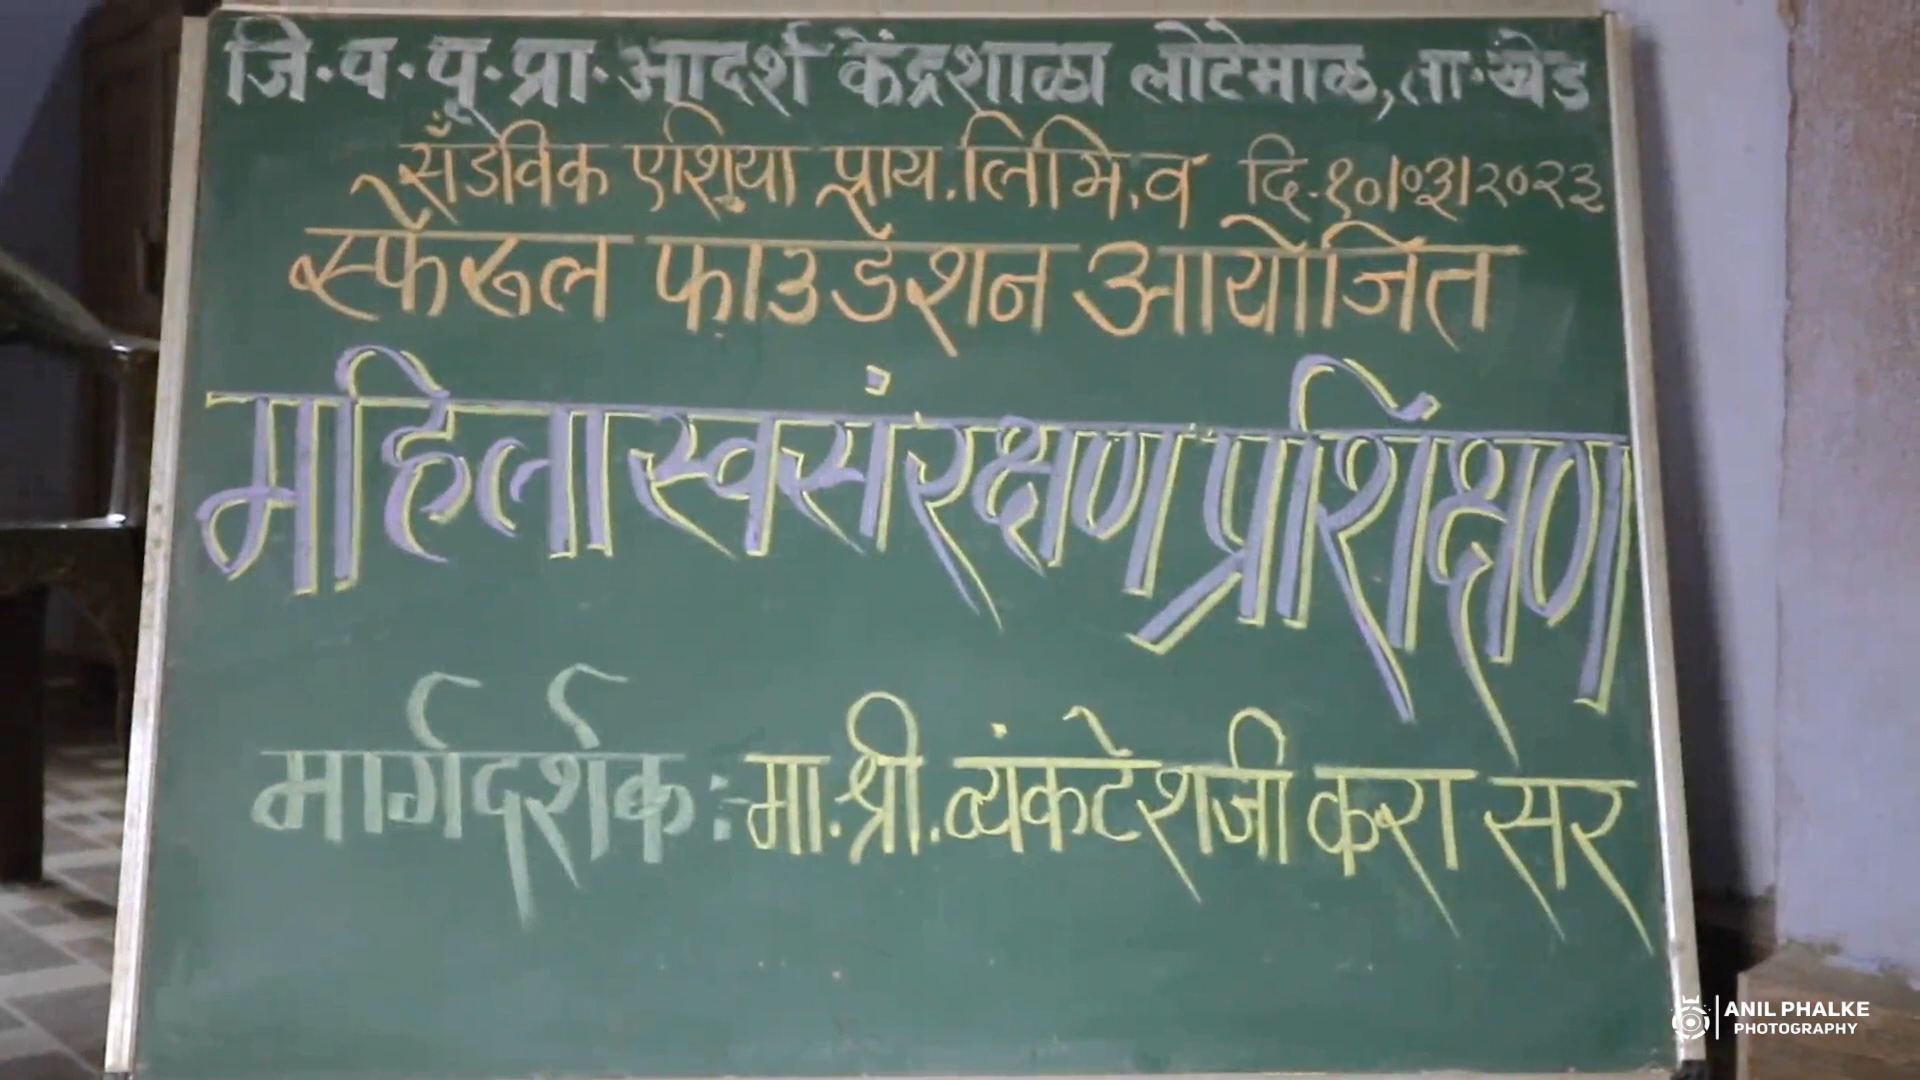 जि.प.पू.प्रा.आदर्श केंद्रशाळा लोटेमाळ,ता.खेड
सँडविक एशिया प्राय.लिमि.व दि.१०|०३|२०२३
स्फेरूल फाउंडेशन आयोजित
महिला स्वसंरक्षण प्रशिंक्षण
मार्गदर्शक : मा.श्री.व्यंकटेशजी करा सर
ANIL PHALKE
PHOTOGRAPHY